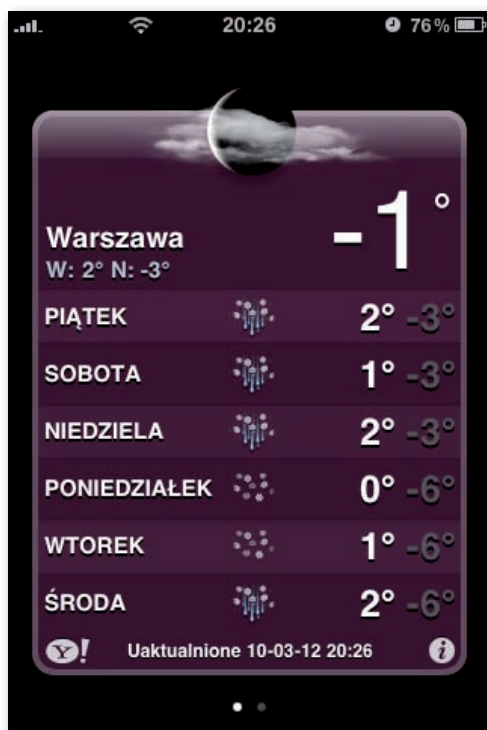 20:26 76%
-1°
Warszawa
W: 2° N: -3°
PIĄTEK 2° -3°
SOBOTA 1° -3°
NIEDZIELA 2° -3°
PONIEDZIAŁEK 0° -6°
WTOREK 1° -6°
ŚRODA 2° -6°
Y! Uaktualnione 10-03-12 20:26 i